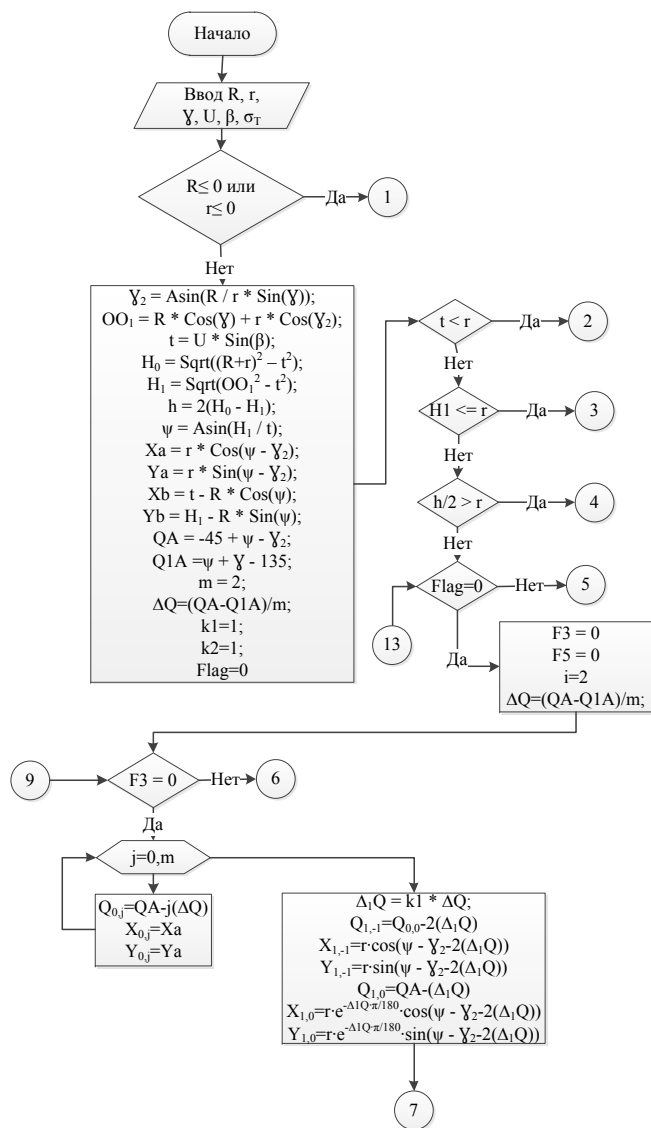 Начало
Ввод R, r,
Ɣ, U, β, σT
R≤ 0 или
r≤ 0
Да
1
Нет
Ɣ2 = Asin(R / r * Sin(Ɣ));
OO1 = R * Cos(Ɣ) + r * Cos(Ɣ2);
t = U * Sin(β);
H0 = Sqrt((R+r)² – t²);
H1 = Sqrt(OO1² - t²);
h = 2(H0 - H1);
ψ = Asin(H1 / t);
Xa = r * Cos(ψ - Ɣ2);
Ya = r * Sin(ψ - Ɣ2);
Xb = t - R * Cos(ψ);
Yb = H1 - R * Sin(ψ);
QA = -45 + ψ - Ɣ2;
Q1A =ψ + Ɣ - 135;
m = 2;
ΔQ=(QA-Q1A)/m;
k1=1;
k2=1;
Flag=0
t < r
Да
2
Нет
H1 <= r
Да
3
Нет
h/2 > r
Да
4
Нет
Flag=0
Нет
5
13
Да
F3 = 0
F5 = 0
i=2
ΔQ=(QA-Q1A)/m;
9
F3 = 0
Нет
6
Да
j=0,m
Q0,j=QA-j(ΔQ)
X0,j=Xa
Y0,j=Ya
Δ1Q = k1 * ΔQ;
Q1,-1=Q0,0-2(Δ1Q)
X1,-1=r·cos(ψ - Ɣ2-2(Δ1Q))
Y1,-1=r·sin(ψ - Ɣ2-2(Δ1Q))
Q1,0=QA-(Δ1Q)
X1,0=r·e^-Δ1Q·π/180·cos(ψ - Ɣ2-2(Δ1Q))
Y1,0=r·e^-Δ1Q·π/180·sin(ψ - Ɣ2-2(Δ1Q))
7